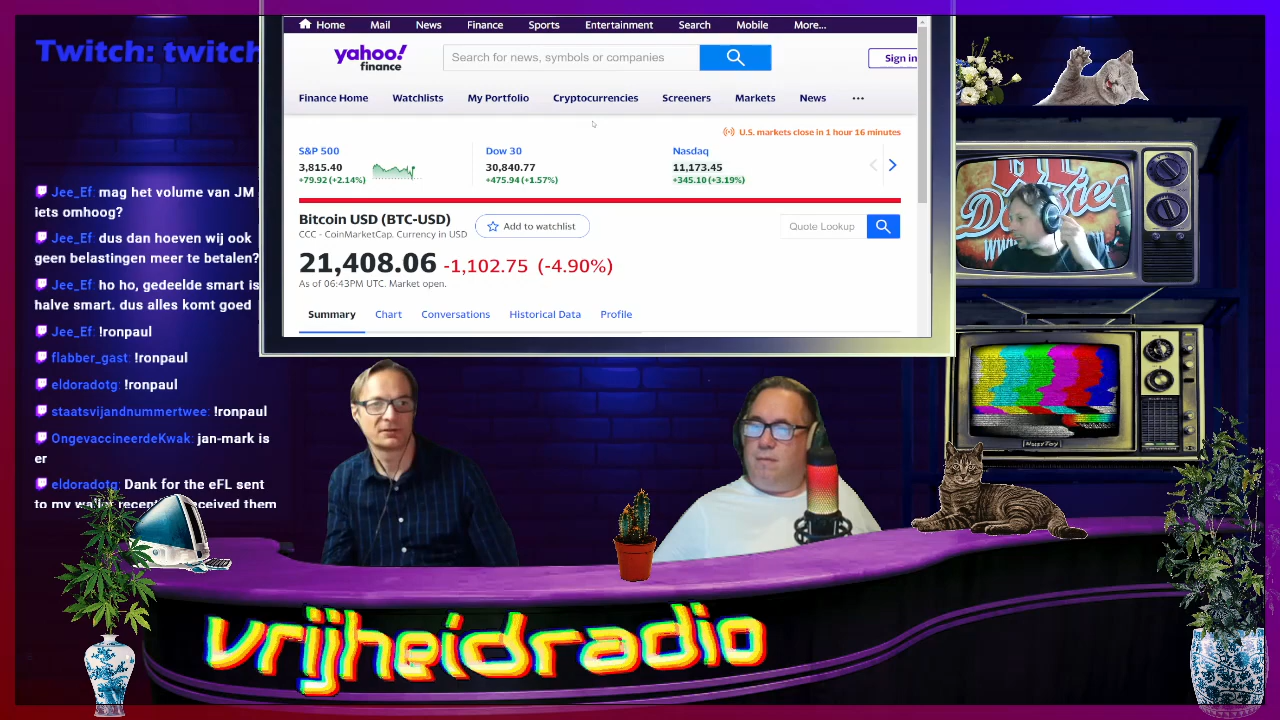 Home Mail News Finance Sports Entertainment Search Mobile More...
Twitch: twitch
yahoo!
finance
Search for news, symbols or companies
Sign in
Finance Home Watchlists My Portfolio Cryptocurrencies Screeners Markets News ...
U.S. markets close in 1 hour 16 minutes
S&P 500
3,815.40
+79.92 (+2.14%)
Dow 30
30,840.77
+475.94 (+1.57%)
Nasdaq
11,173.45
+345.10 (+3.19%)
Bitcoin USD (BTC-USD)
CCC - CoinMarketCap. Currency in USD
Add to watchlist
Quote Lookup
21,408.06 -1,102.75 (-4.90%)
As of 06:43PM UTC. Market open.
Summary Chart Conversations Historical Data Profile
Jee_Ef: mag het volume van JM
iets omhoog?
Jee_Ef: dus dan hoeven wij ook
geen belastingen meer te betalen?
Jee_Ef: ho ho, gedeelde smart is
halve smart. dus alles komt goed
Jee_Ef: !ronpaul
flabber_gast: !ronpaul
eldoradotg: !ronpaul
staatsvijandnummertwee: !ronpaul
OngevaccineerdeKwak: jan-mark is
er
eldoradotg: Dank for the eFL sent
to my received them
vrijheidradio